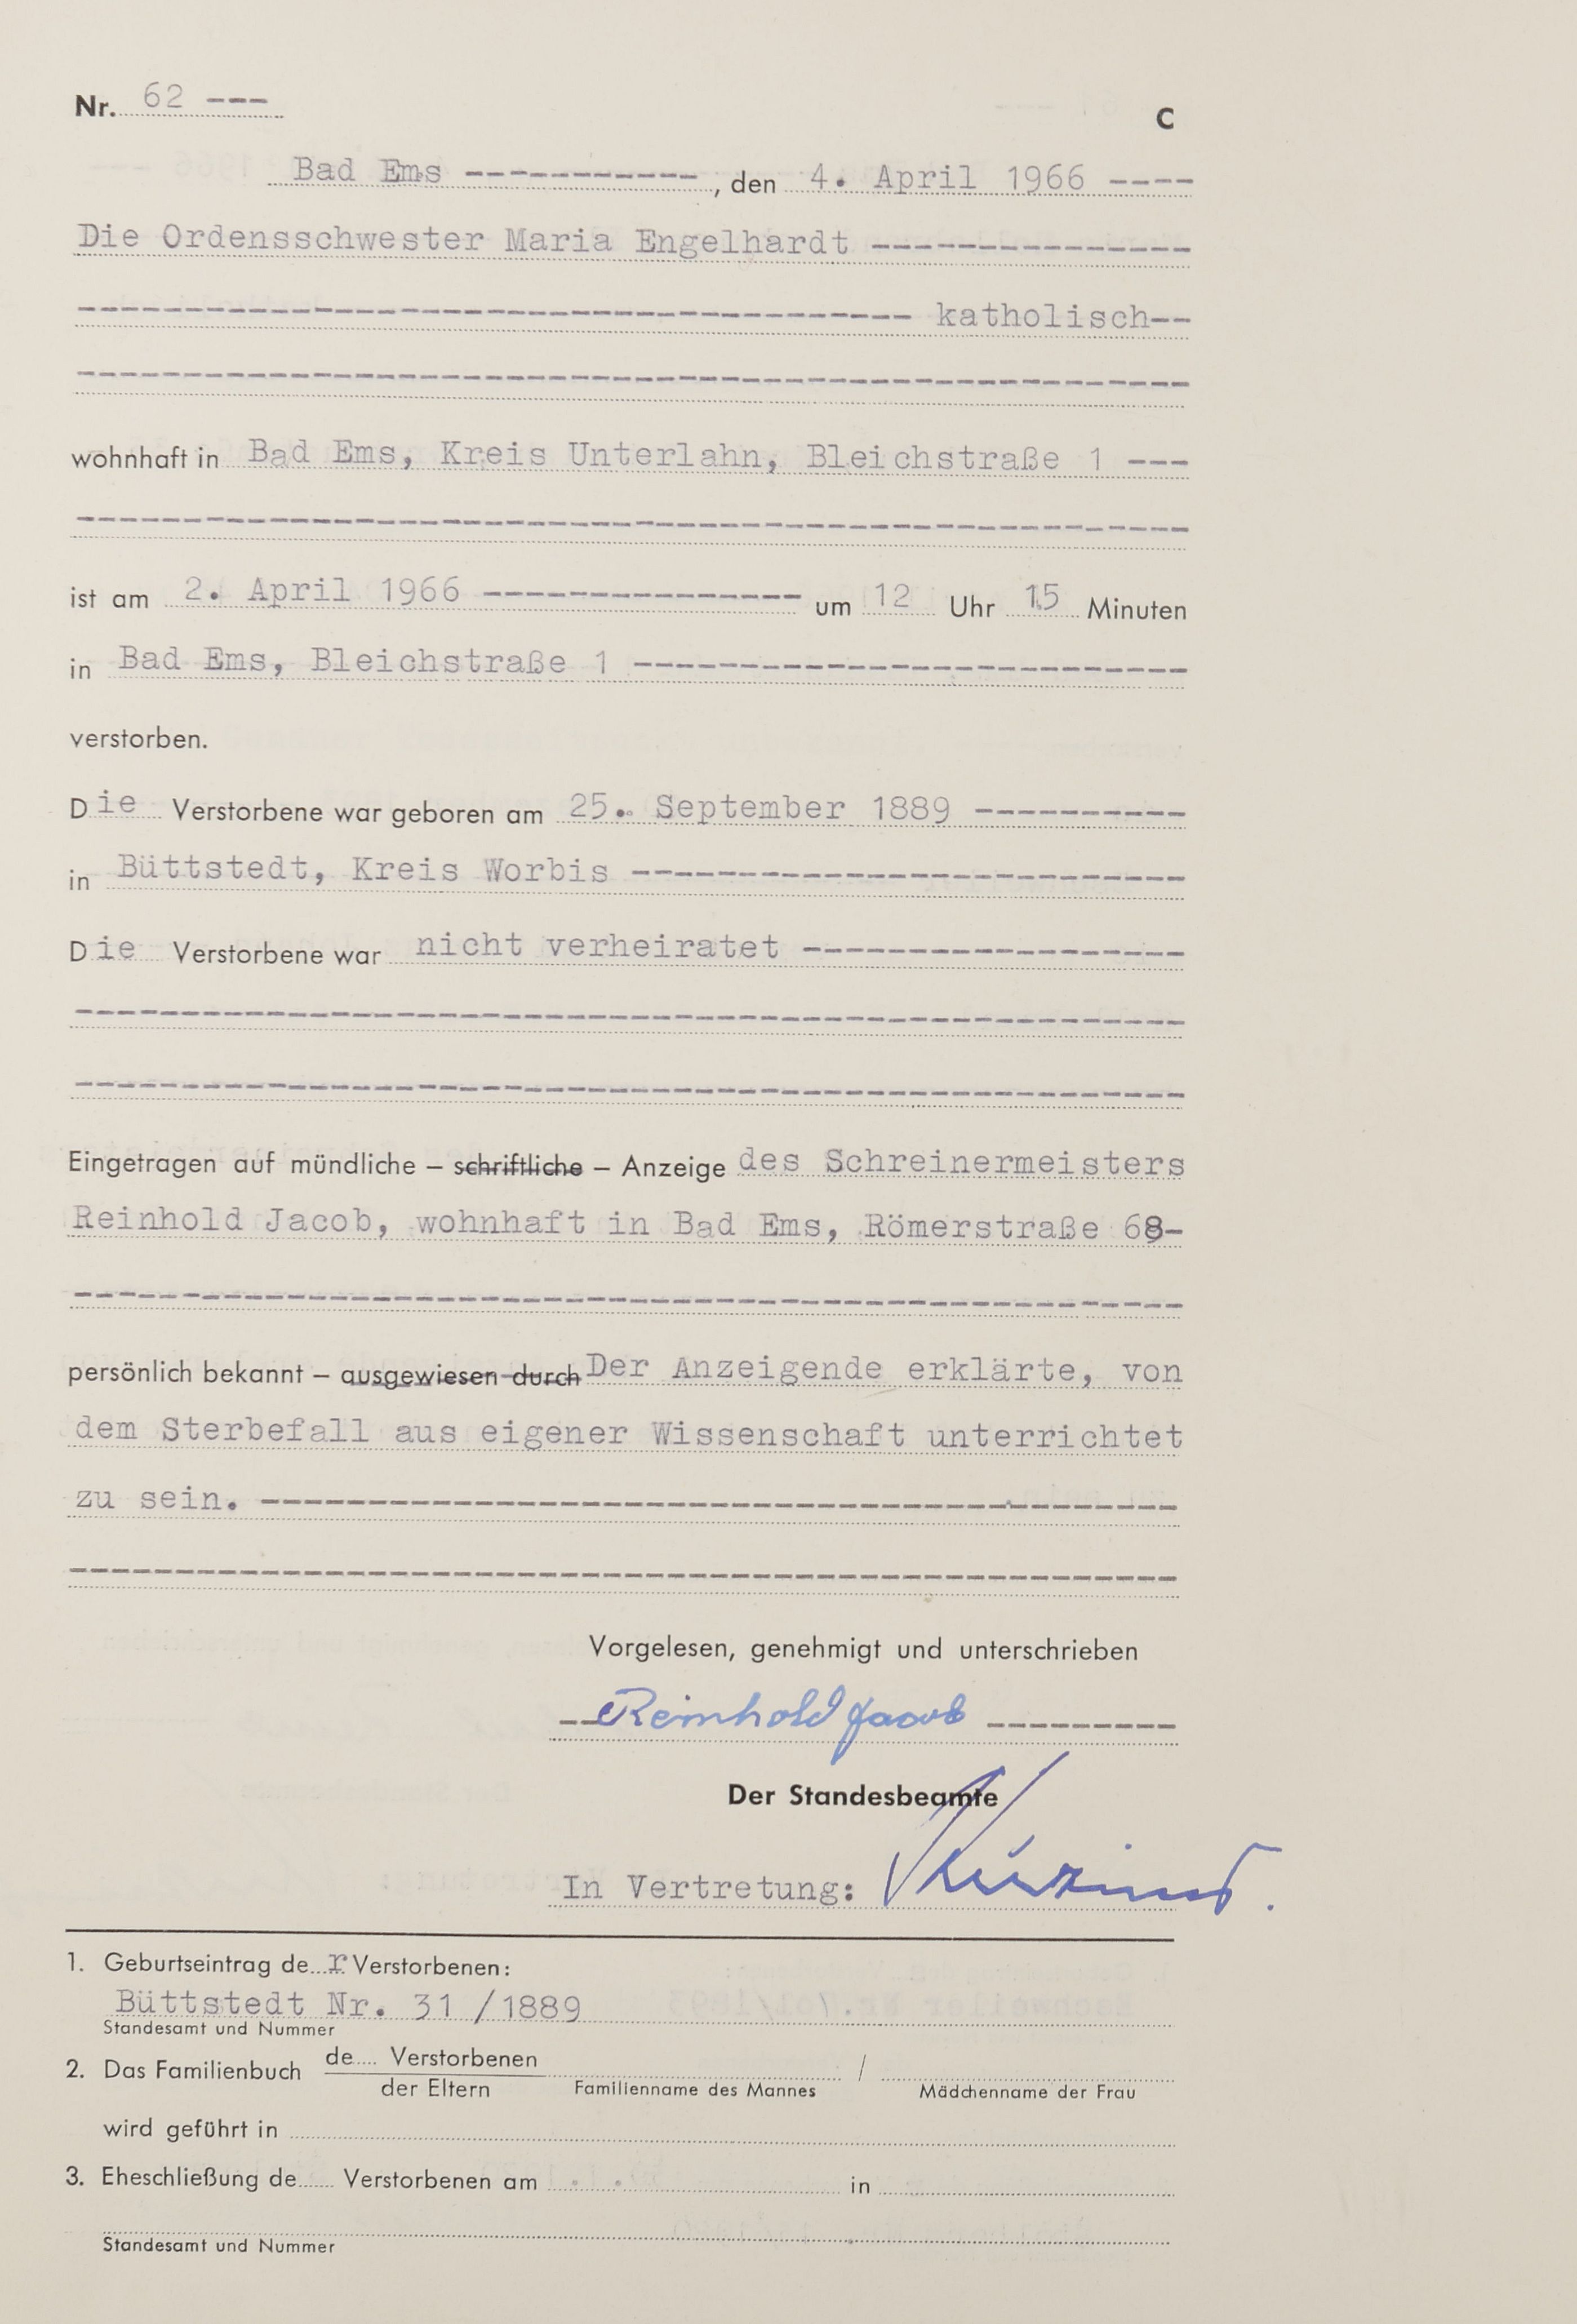 Nr. 62 ---
C
Bad Ems -----------, den 4. April 1966 ----
Die Ordensschwester Maria Engelhardt ---------------
--------------------------------------- katholisch--
----------------------------------------------------
wohnhaft in Bad Ems, Kreis Unterlahn, Bleichstraße 1 ---
----------------------------------------------------
ist am 2. April 1966 --------------- um 12 Uhr 15 Minuten
in Bad Ems, Bleichstraße 1 --------------------------
verstorben.
Die Verstorbene war geboren am 25. September 1889 ----------
in Büttstedt, Kreis Worbis --------------------------
Die Verstorbene war nicht verheiratet ------------------
----------------------------------------------------
----------------------------------------------------
Eingetragen auf mündliche – schriftliche – Anzeige des Schreinermeisters
Reinhold Jacob, wohnhaft in Bad Ems, Römerstraße 68-
----------------------------------------------------
persönlich bekannt – ausgewiesen durch Der Anzeigende erklärte, von
dem Sterbefall aus eigener Wissenschaft unterrichtet
zu sein. -------------------------------------------
----------------------------------------------------
Vorgelesen, genehmigt und unterschrieben
--Reinhold Jacob ---------
Der Standesbeamte
In Vertretung:
1. Geburtseintrag der Verstorbenen:
Büttstedt Nr. 31 /1889
Standesamt und Nummer
2. Das Familienbuch de.... Verstorbenen /
der Eltern Familienname des Mannes Mädchenname der Frau
wird geführt in
3. Eheschließung de...... Verstorbenen am in
Standesamt und Nummer